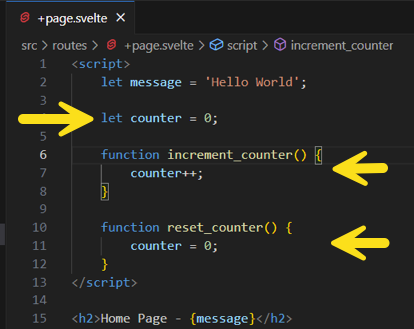 +page.svelte
src > routes > +page.svelte > script > increment_counter
1 <script>
2 let message = 'Hello World';
3
let counter = 0;
5
6 function increment_counter() {
7 counter++;
8 }
9
10 function reset_counter() {
11 counter = 0;
12 }
13 </script>
14
15 <h2>Home Page - {message}</h2>